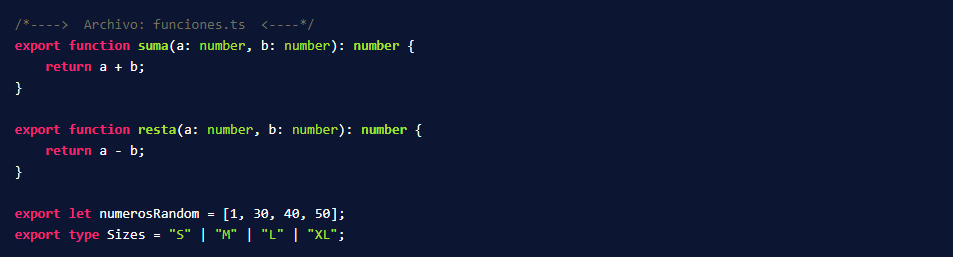 /*---->  Archivo: funciones.ts  <----*/
export function suma(a: number, b: number): number {
    return a + b;
}

export function resta(a: number, b: number): number {
    return a - b;
}

export let numerosRandom = [1, 30, 40, 50];
export type Sizes = "S" | "M" | "L" | "XL";